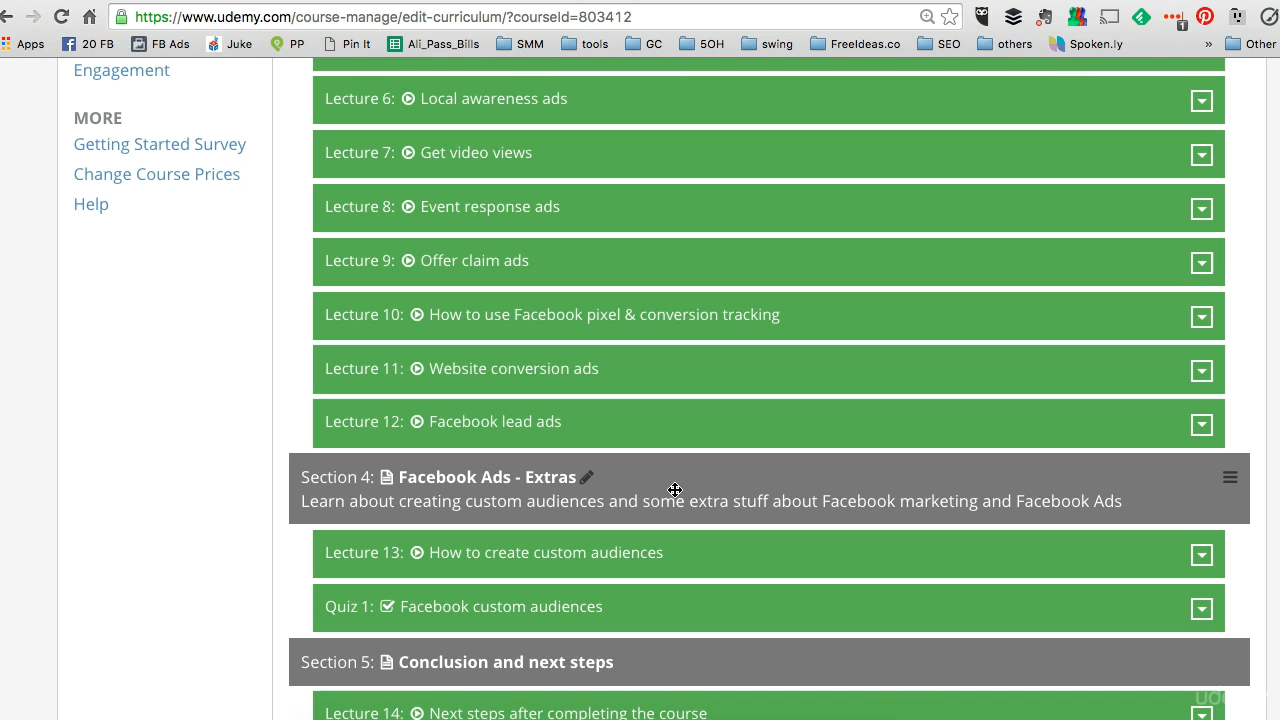 https://www.udemy.com/course-manage/edit-curriculum/?courseId=803412
1
Apps 20 FB FB Ads Juke PP Pin It Ali_Pass_Bills SMM tools GC 5OH swing FreeIdeas.co SEO others Spoken.ly » Other
Engagement
MORE
Getting Started Survey
Change Course Prices
Help
Lecture 6: Local awareness ads
Lecture 7: Get video views
Lecture 8: Event response ads
Lecture 9: Offer claim ads
Lecture 10: How to use Facebook pixel & conversion tracking
Lecture 11: Website conversion ads
Lecture 12: Facebook lead ads
Section 4: Facebook Ads - Extras
Learn about creating custom audiences and some extra stuff about Facebook marketing and Facebook Ads
Lecture 13: How to create custom audiences
Quiz 1: Facebook custom audiences
Section 5: Conclusion and next steps
Lecture 14: Next steps after completing the course